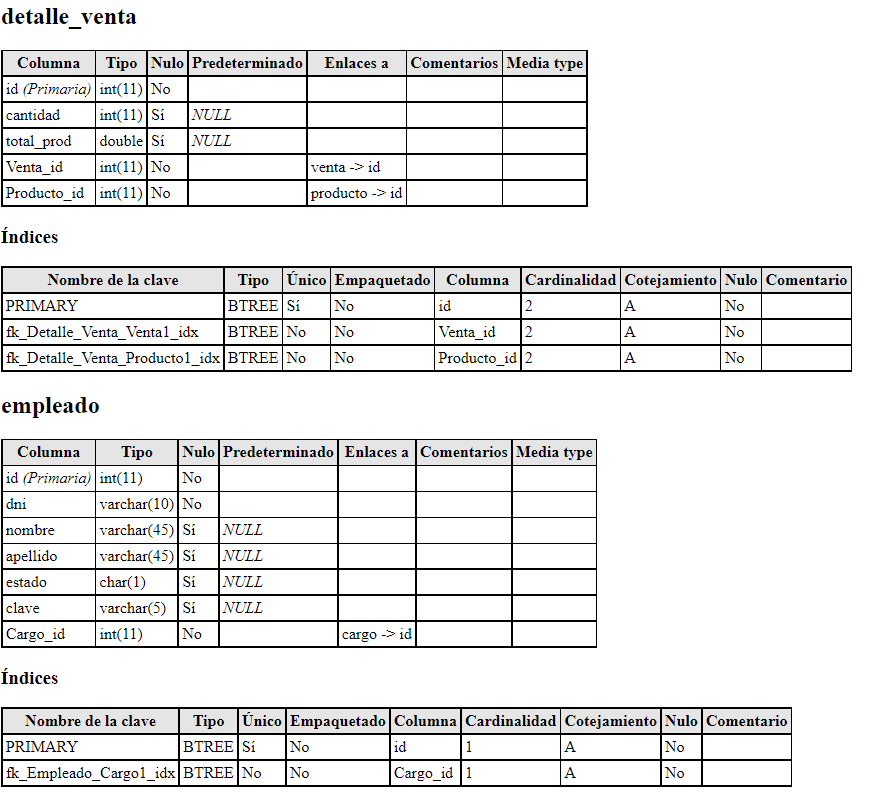 detalle_venta
Columna Tipo Nulo Predeterminado Enlaces a Comentarios Media type
id (Primaria) int(11) No
cantidad int(11) Sí NULL
total_prod double Sí NULL
Venta_id int(11) No venta -> id
Producto_id int(11) No producto -> id
Índices
Nombre de la clave Tipo Único Empaquetado Columna Cardinalidad Cotejamiento Nulo Comentario
PRIMARY BTREE Sí No id 2 A No
fk_Detalle_Venta_Venta1_idx BTREE No No Venta_id 2 A No
fk_Detalle_Venta_Producto1_idx BTREE No No Producto_id 2 A No
empleado
Columna Tipo Nulo Predeterminado Enlaces a Comentarios Media type
id (Primaria) int(11) No
dni varchar(10) No
nombre varchar(45) Sí NULL
apellido varchar(45) Sí NULL
estado char(1) Sí NULL
clave varchar(5) Sí NULL
Cargo_id int(11) No cargo -> id
Índices
Nombre de la clave Tipo Único Empaquetado Columna Cardinalidad Cotejamiento Nulo Comentario
PRIMARY BTREE Sí No id 1 A No
fk_Empleado_Cargo1_idx BTREE No No Cargo_id 1 A No